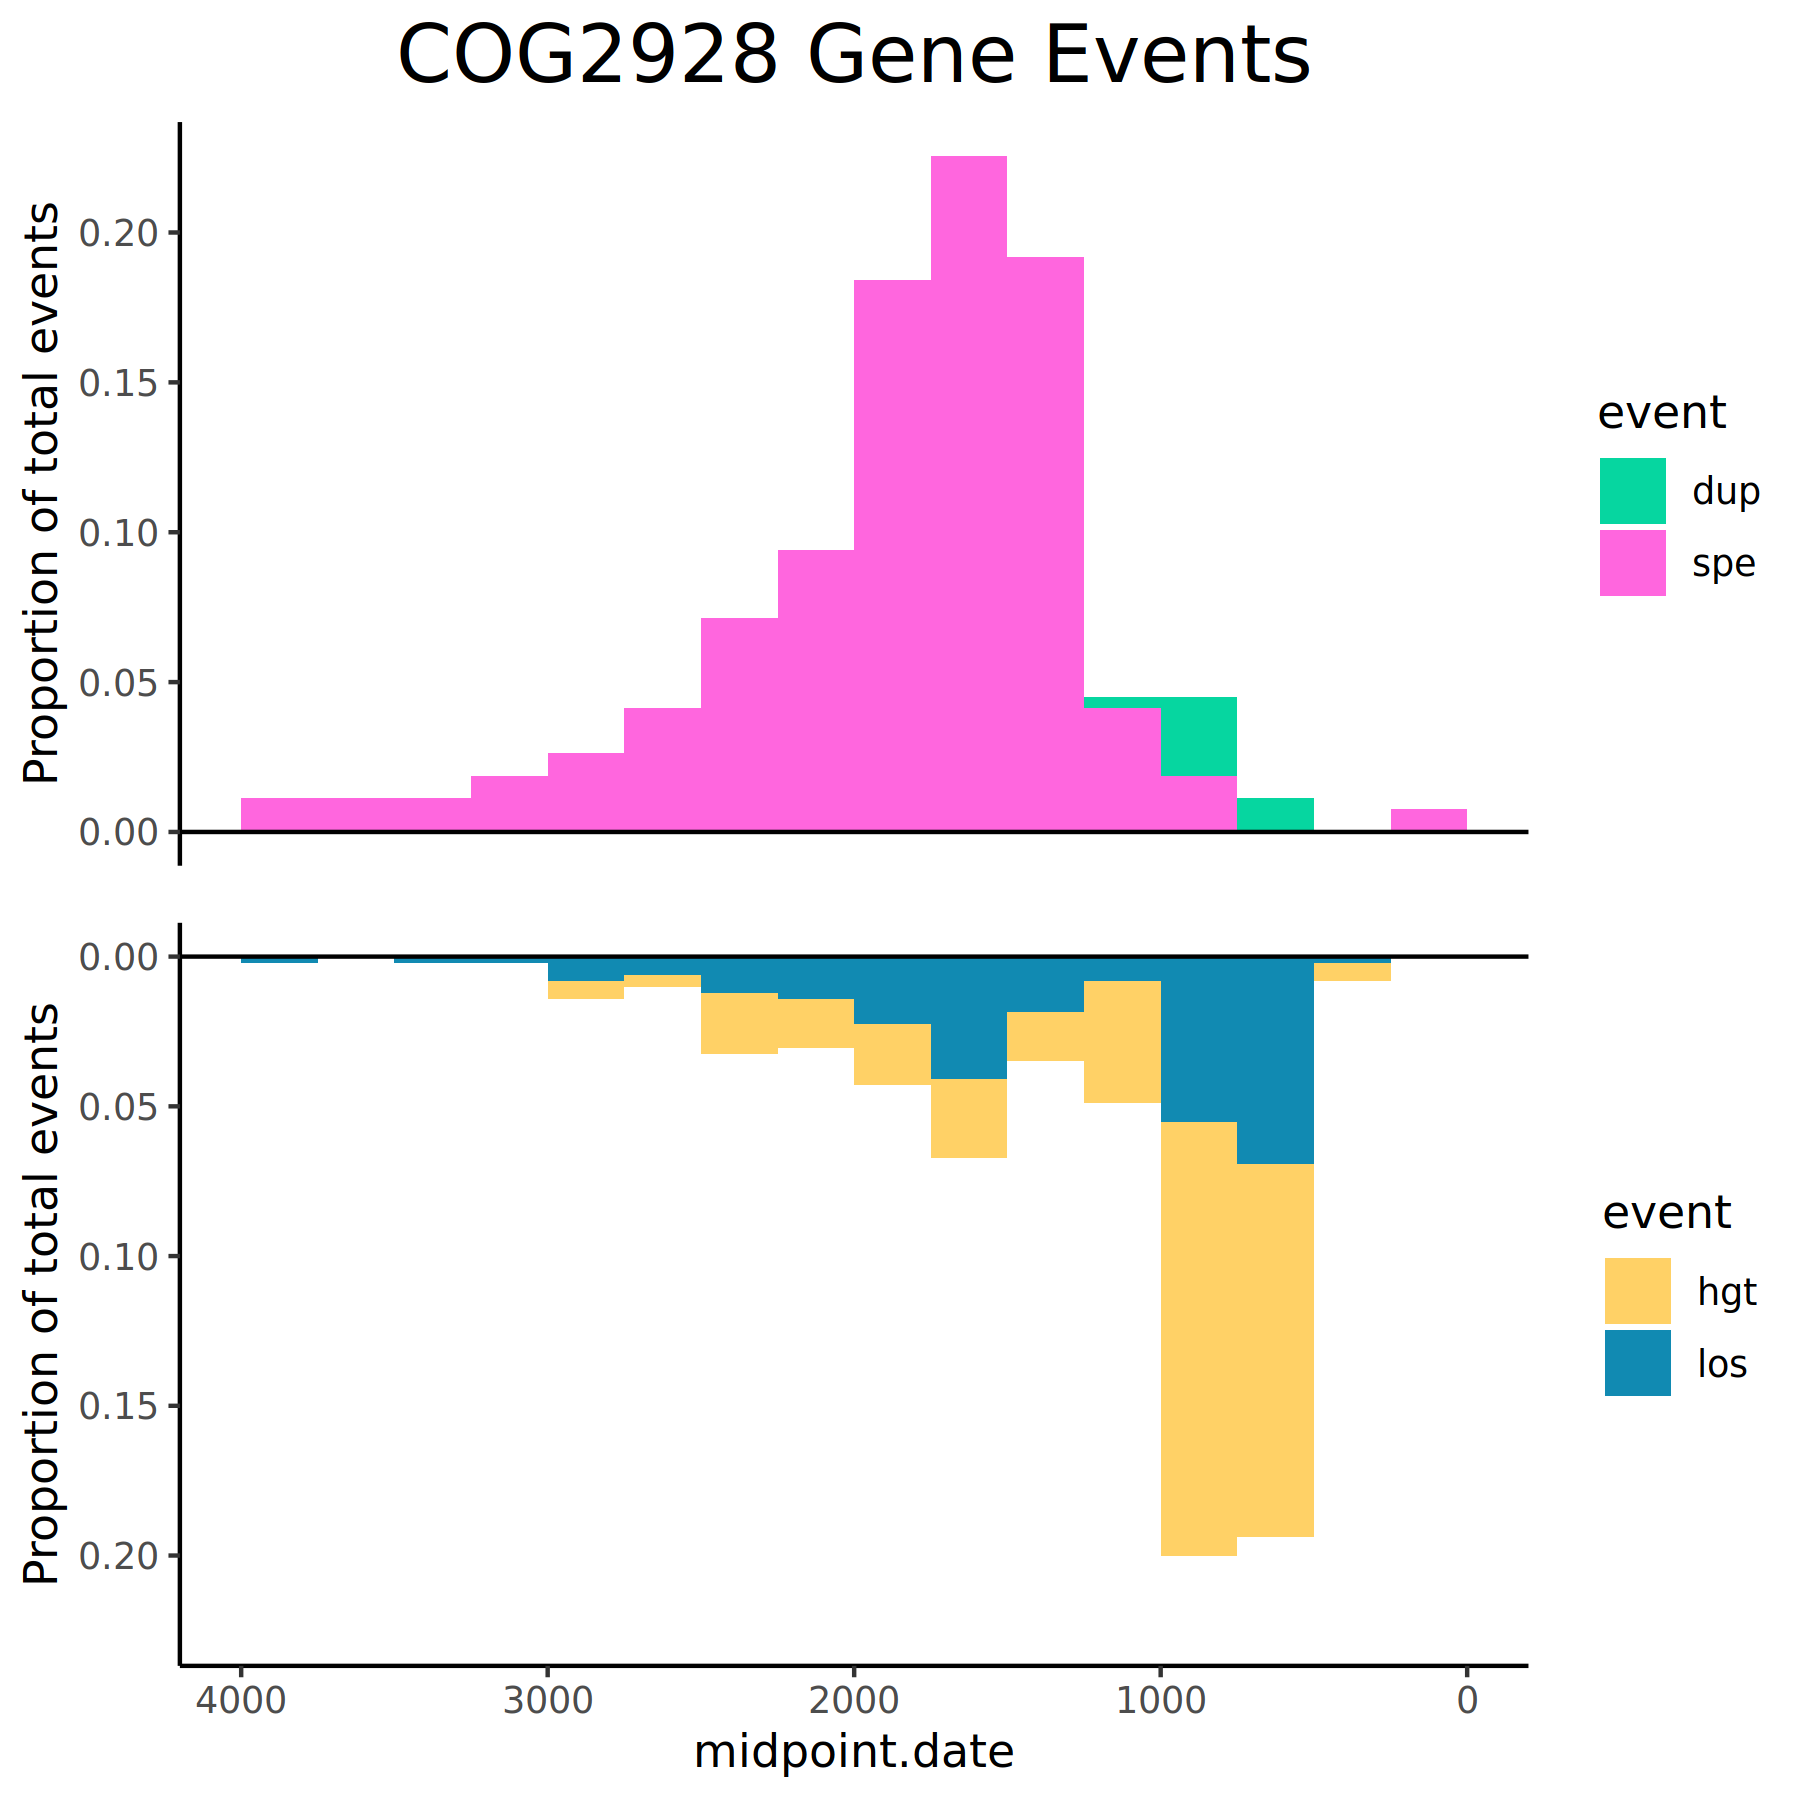 COG2928 Gene Events
Proportion of total events
0.20
0.15
0.10
0.05
0.00
event
dup
spe
Proportion of total events
0.00
0.05
0.10
0.15
0.20
event
hgt
los
4000 3000 2000 1000 0
midpoint.date